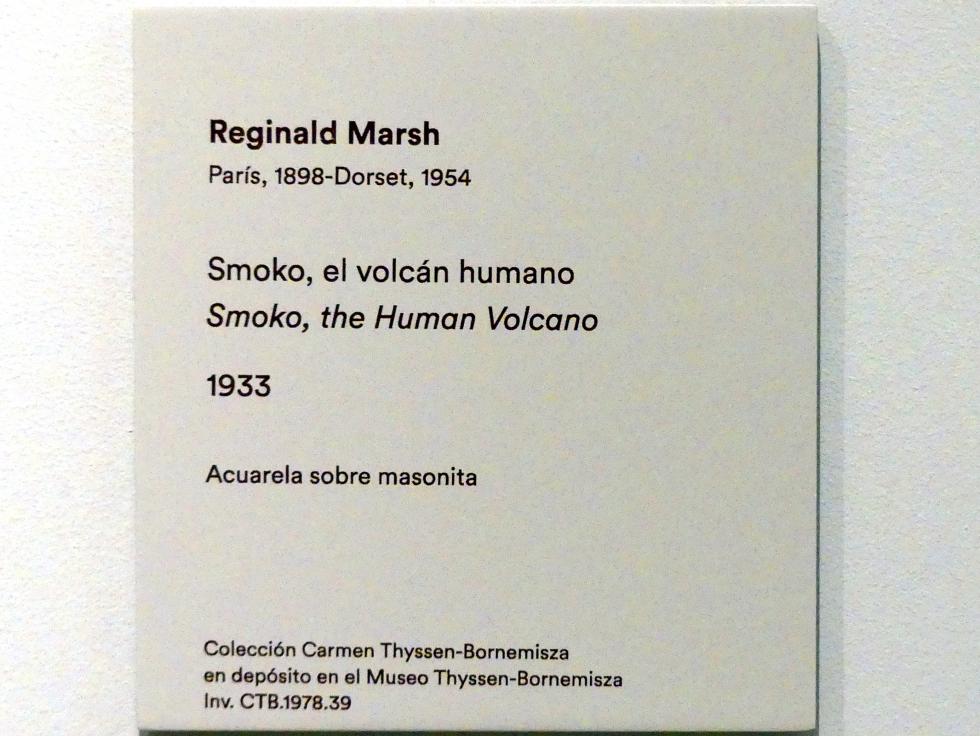 Reginald Marsh
París, 1898-Dorset, 1954
Smoko, el volcán humano
Smoko, the Human Volcano
1933
Acuarela sobre masonita
Colección Carmen Thyssen-Bornemisza
en depósito en el Museo Thyssen-Bornemisza
Inv. CTB.1978.39